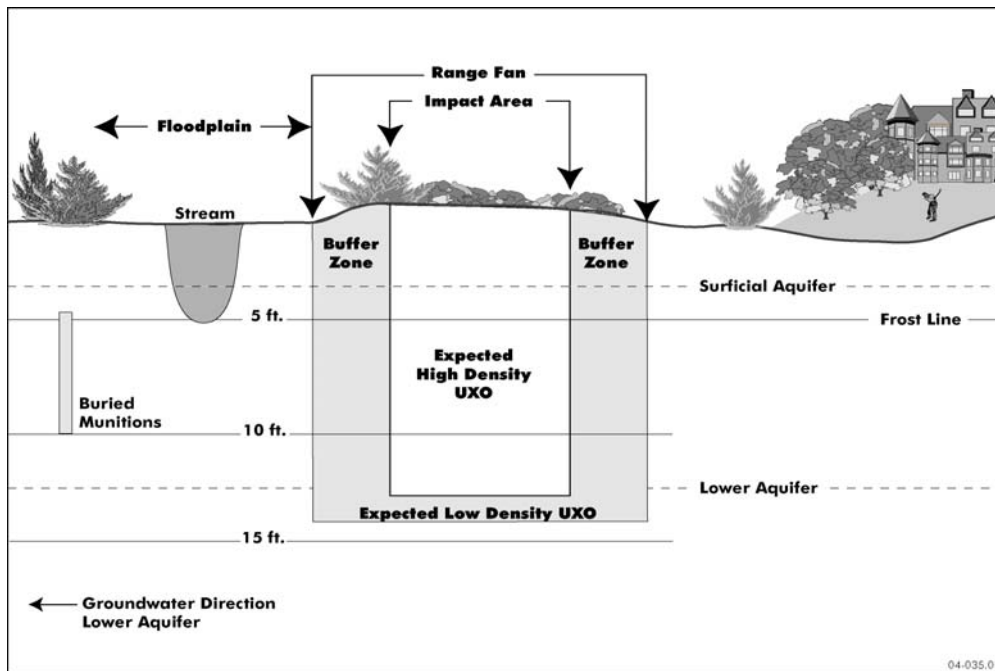 Range Fan
Impact Area
Floodplain
Stream
Buffer
Zone
Buffer
Zone
Surficial Aquifer
5 ft.
Frost Line
Expected
High Density
UXO
Buried
Munitions
10 ft.
Lower Aquifer
Expected Low Density UXO
15 ft.
Groundwater Direction
Lower Aquifer
04-035.0